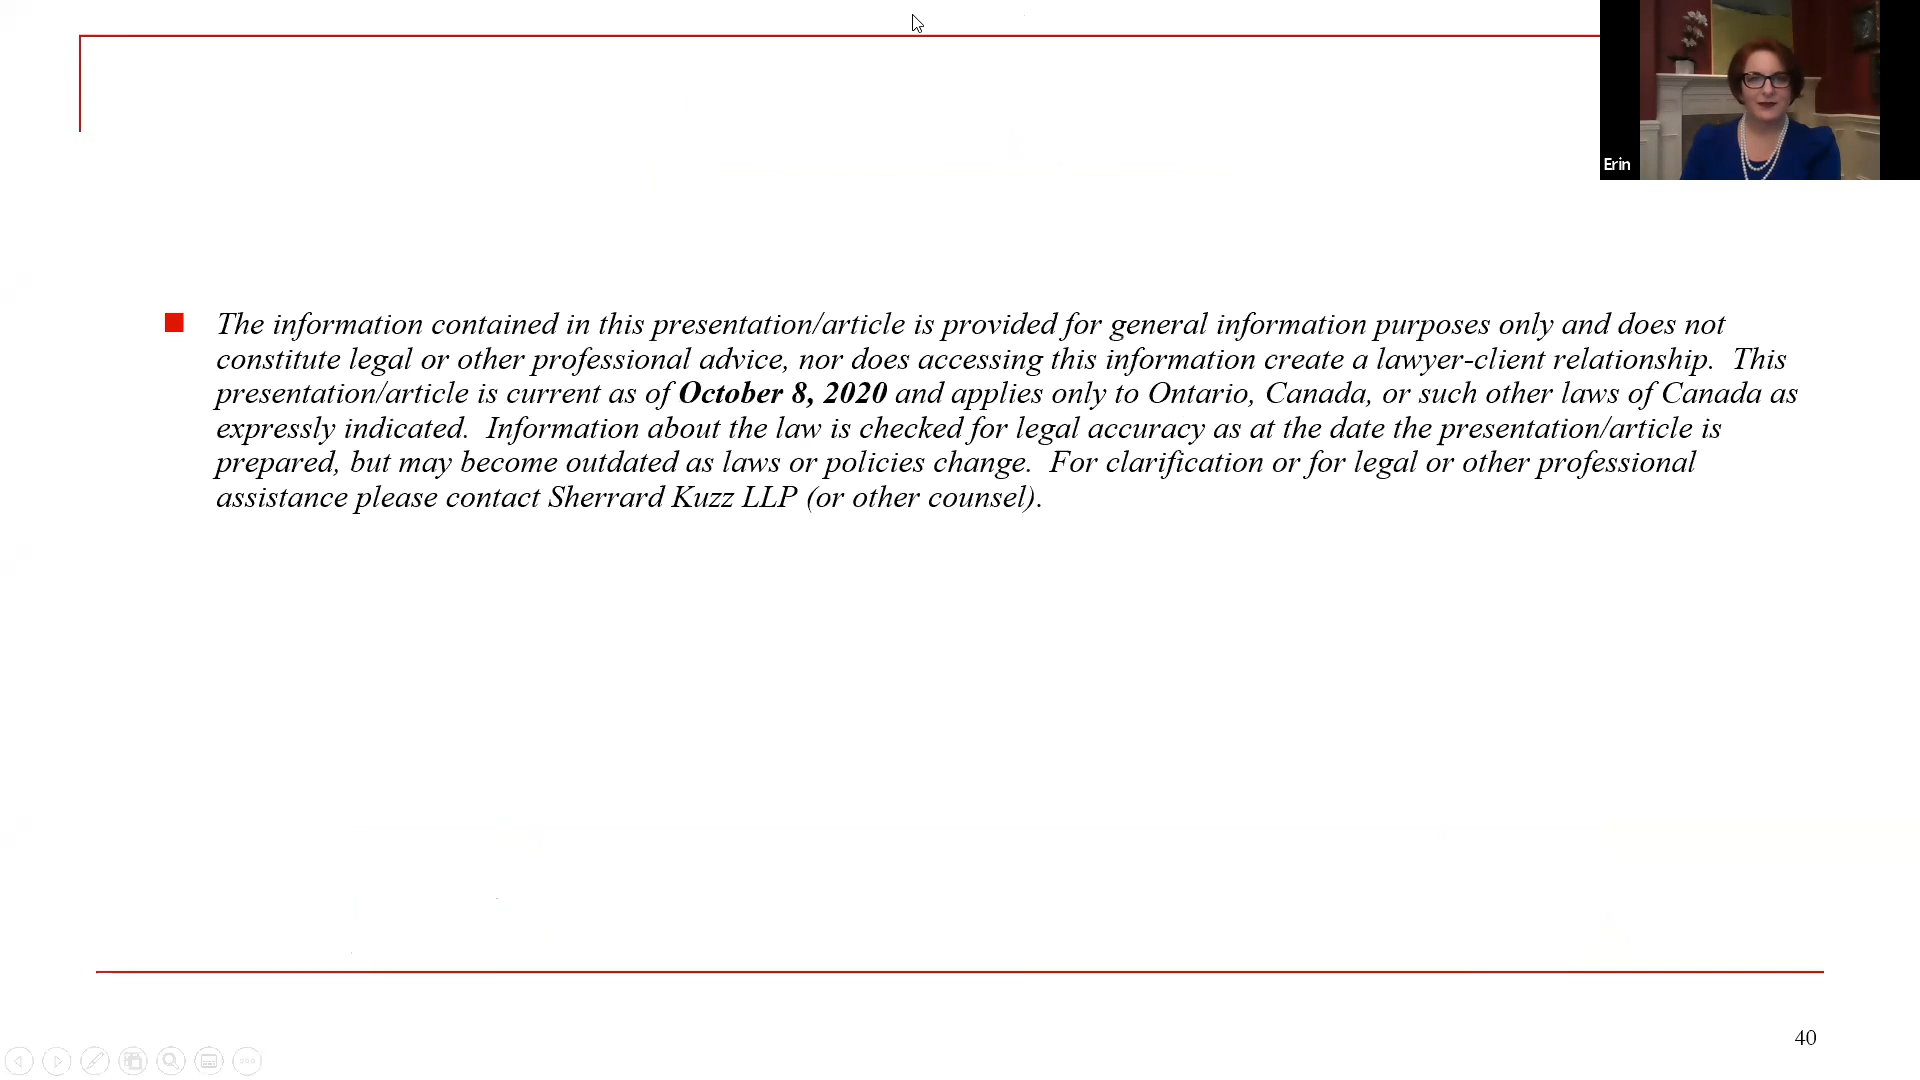 Erin
The information contained in this presentation/article is provided for general information purposes only and does not
constitute legal or other professional advice, nor does accessing this information create a lawyer-client relationship.  This
presentation/article is current as of October 8, 2020 and applies only to Ontario, Canada, or such other laws of Canada as
expressly indicated.  Information about the law is checked for legal accuracy as at the date the presentation/article is
prepared, but may become outdated as laws or policies change.  For clarification or for legal or other professional
assistance please contact Sherrard Kuzz LLP (or other counsel).
40